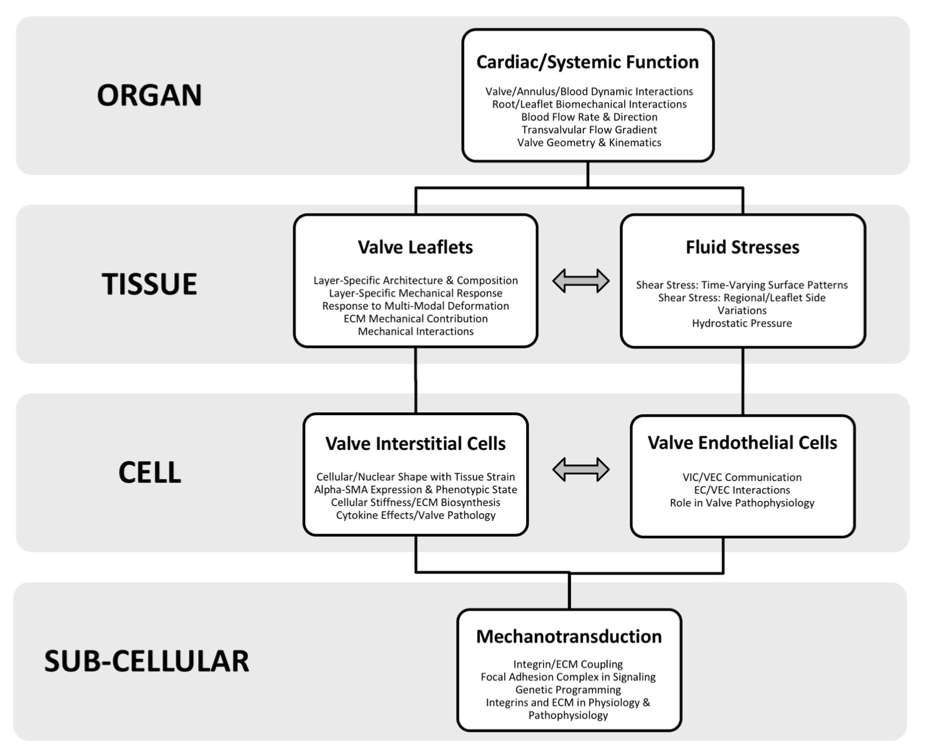 ORGAN
Cardiac/Systemic Function
Valve/Annulus/Blood Dynamic Interactions
Root/Leaflet Biomechanical Interactions
Blood Flow Rate & Direction
Transvalvular Flow Gradient
Valve Geometry & Kinematics
TISSUE
Valve Leaflets
Layer-Specific Architecture & Composition
Layer-Specific Mechanical Response
Response to Multi-Modal Deformation
ECM Mechanical Contribution
Mechanical Interactions
Fluid Stresses
Shear Stress: Time-Varying Surface Patterns
Shear Stress: Regional/Leaflet Side
Variations
Hydrostatic Pressure
CELL
Valve Interstitial Cells
Cellular/Nuclear Shape with Tissue Strain
Alpha-SMA Expression & Phenotypic State
Cellular Stiffness/ECM Biosynthesis
Cytokine Effects/Valve Pathology
Valve Endothelial Cells
VIC/VEC Communication
EC/VEC Interactions
Role in Valve Pathophysiology
SUB-CELLULAR
Mechanotransduction
Integrin/ECM Coupling
Focal Adhesion Complex in Signaling
Genetic Programming
Integrins and ECM in Physiology &
Pathophysiology